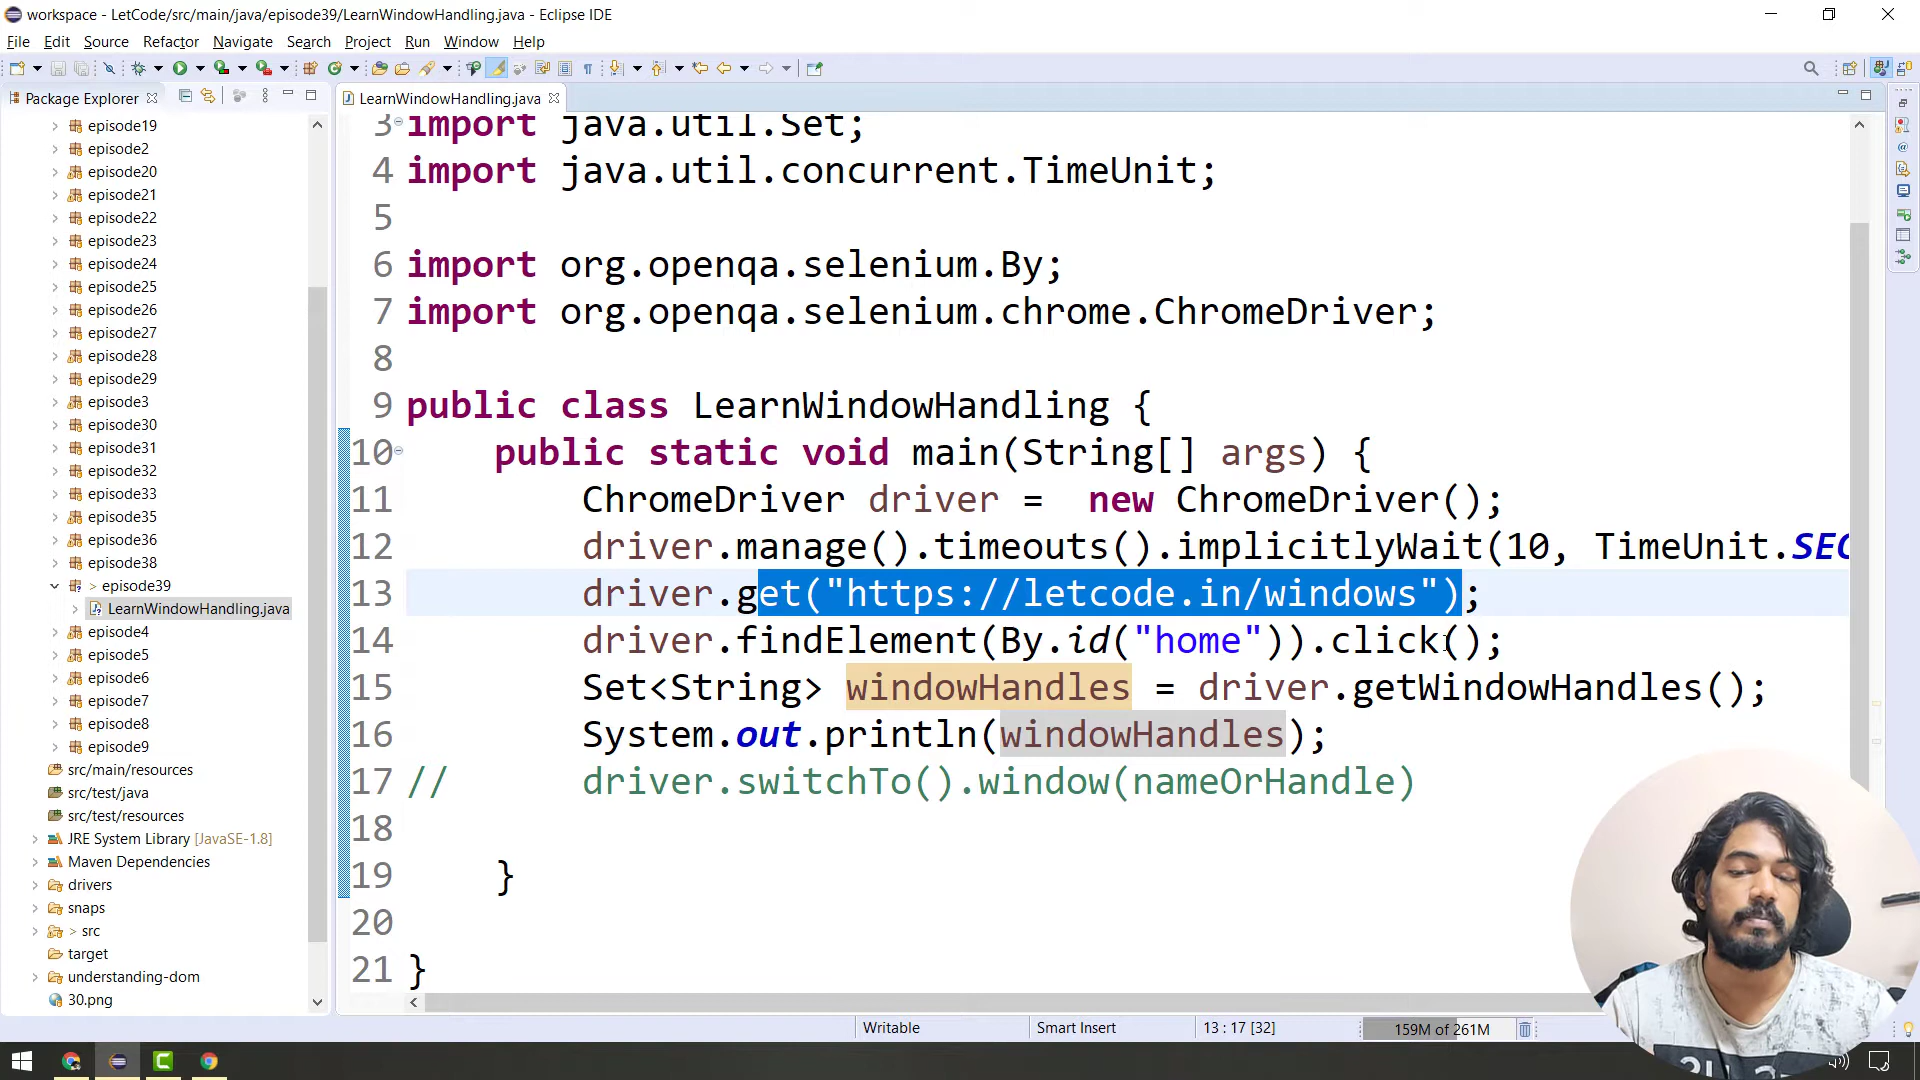 workspace - LetCode/src/main/java/episode39/LearnWindowHandling.java - Eclipse IDE
File Edit Source Refactor Navigate Search Project Run Window Help
Package Explorer
LearnWindowHandling.java
episode19
episode2
episode20
episode21
episode22
episode23
episode24
episode25
episode26
episode27
episode28
episode29
episode3
episode30
episode31
episode32
episode33
episode35
episode36
episode38
> episode39
LearnWindowHandling.java
episode4
episode5
episode6
episode7
episode8
episode9
src/main/resources
src/test/java
src/test/resources
JRE System Library [JavaSE-1.8]
Maven Dependencies
drivers
snaps
> src
target
understanding-dom
30.png
3 import java.util.Set;
4 import java.util.concurrent.TimeUnit;
5
6 import org.openqa.selenium.By;
7 import org.openqa.selenium.chrome.ChromeDriver;
8
9 public class LearnWindowHandling {
10 public static void main(String[] args) {
11 ChromeDriver driver = new ChromeDriver();
12 driver.manage().timeouts().implicitlyWait(10, TimeUnit.SEC
13 driver.get("https://letcode.in/windows");
14 driver.findElement(By.id("home")).click();
15 Set<String> windowHandles = driver.getWindowHandles();
16 System.out.println(windowHandles);
17 // driver.switchTo().window(nameOrHandle)
18
19 }
20
21 }
Writable
Smart Insert
13 : 17 [32]
159M of 261M